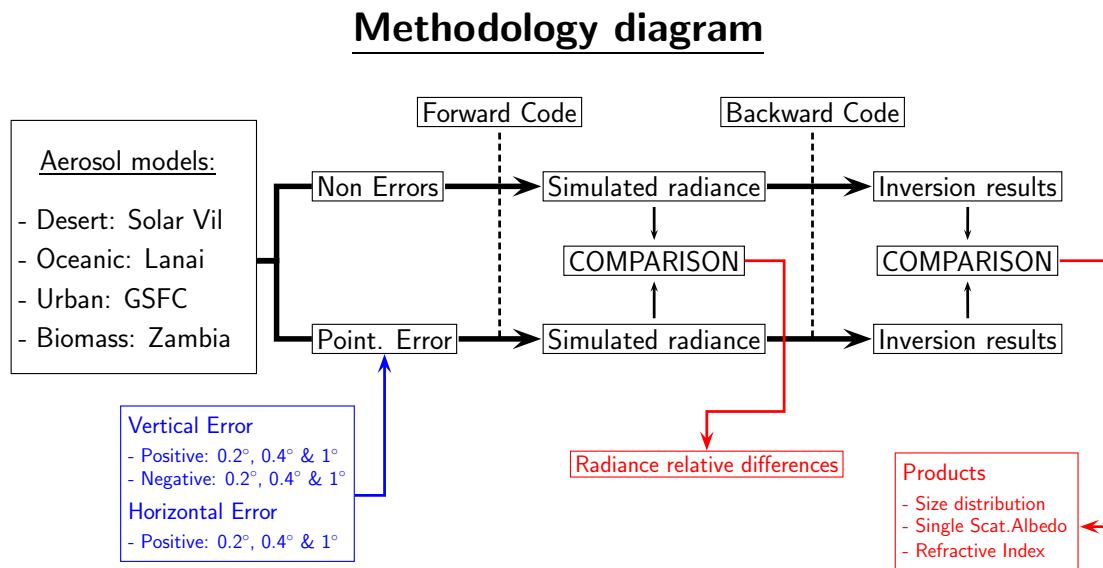 Methodology diagram
Forward Code
Backward Code
Aerosol models:
- Desert: Solar Vil
- Oceanic: Lanai
- Urban: GSFC
- Biomass: Zambia
Non Errors
Simulated radiance
Inversion results
COMPARISON
COMPARISON
Point. Error
Simulated radiance
Inversion results
Vertical Error
- Positive: 0.2°, 0.4° & 1°
- Negative: 0.2°, 0.4° & 1°
Horizontal Error
- Positive: 0.2°, 0.4° & 1°
Radiance relative differences
Products
- Size distribution
- Single Scat.Albedo
- Refractive Index